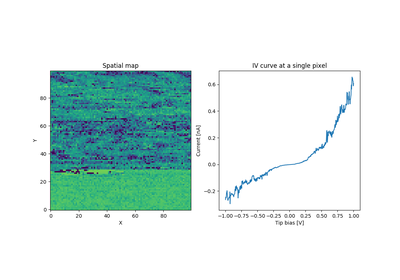 Spatial map
IV curve at a single pixel
Y
80
60
40
20
0
0 20 40 60 80
X
Current [nA]
0.6
0.4
0.2
0.0
−0.2
−1.00 −0.75 −0.50 −0.25 0.00 0.25 0.50 0.75 1.00
Tip bias [V]